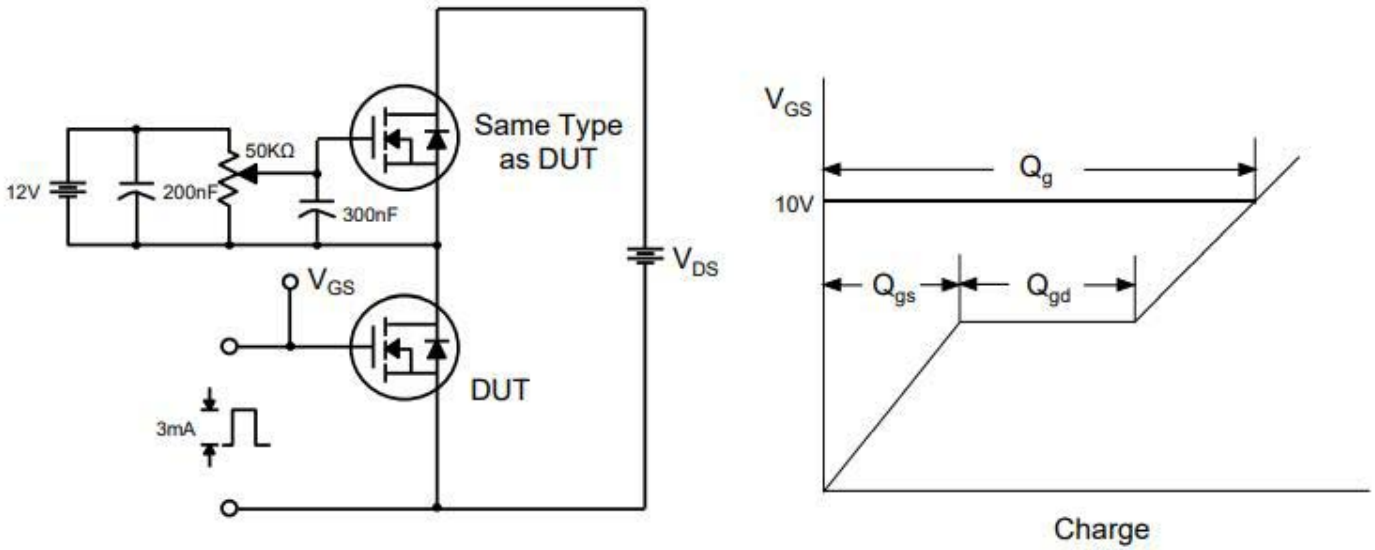 12V
200nF
50KΩ
300nF
Same Type
as DUT
V_GS
DUT
3mA
V_DS
V_GS
10V
Q_g
Q_gs
Q_gd
Charge